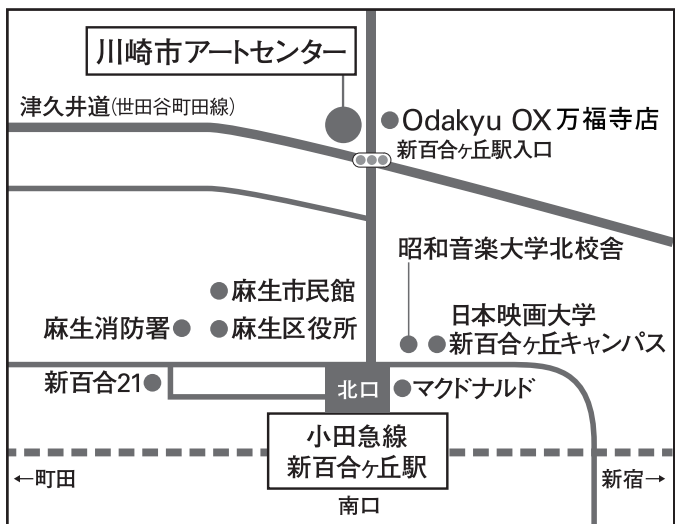 川崎市アートセンター
津久井道(世田谷町田線)
Odakyu OX 万福寺店
新百合ヶ丘駅入口
昭和音楽大学北校舎
麻生市民館
麻生消防署
麻生区役所
日本映画大学
新百合ヶ丘キャンパス
新百合21
北口
マクドナルド
小田急線
新百合ヶ丘駅
←町田
新宿→
南口